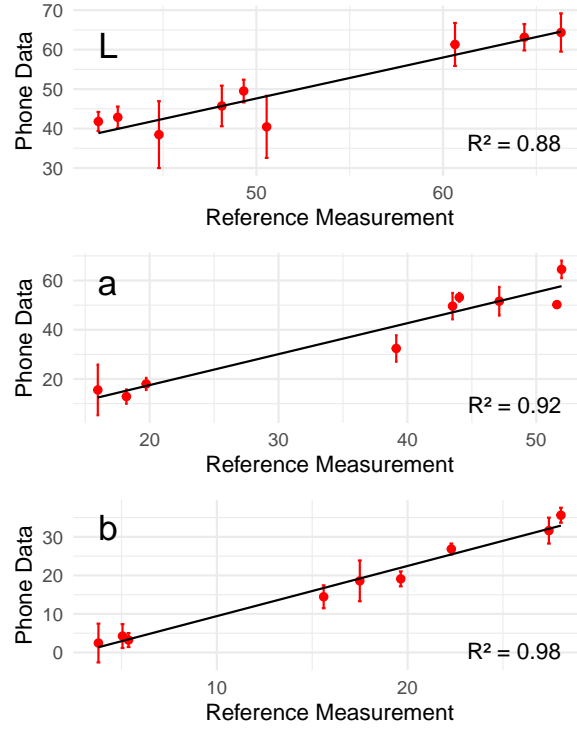 L
70
60
50
40
30
R² = 0.88
50 60
Reference Measurement
Phone Data
a
60
40
20
R² = 0.92
20 30 40 50
Reference Measurement
Phone Data
b
30
20
10
0
R² = 0.98
10 20
Reference Measurement
Phone Data